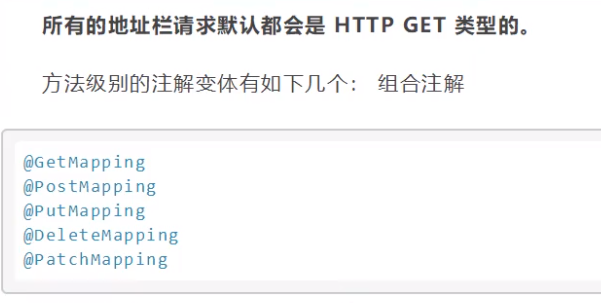 所有的地址栏请求默认都会是 HTTP GET 类型的。
方法级别的注解变体有如下几个： 组合注解
@GetMapping
@PostMapping
@PutMapping
@DeleteMapping
@PatchMapping